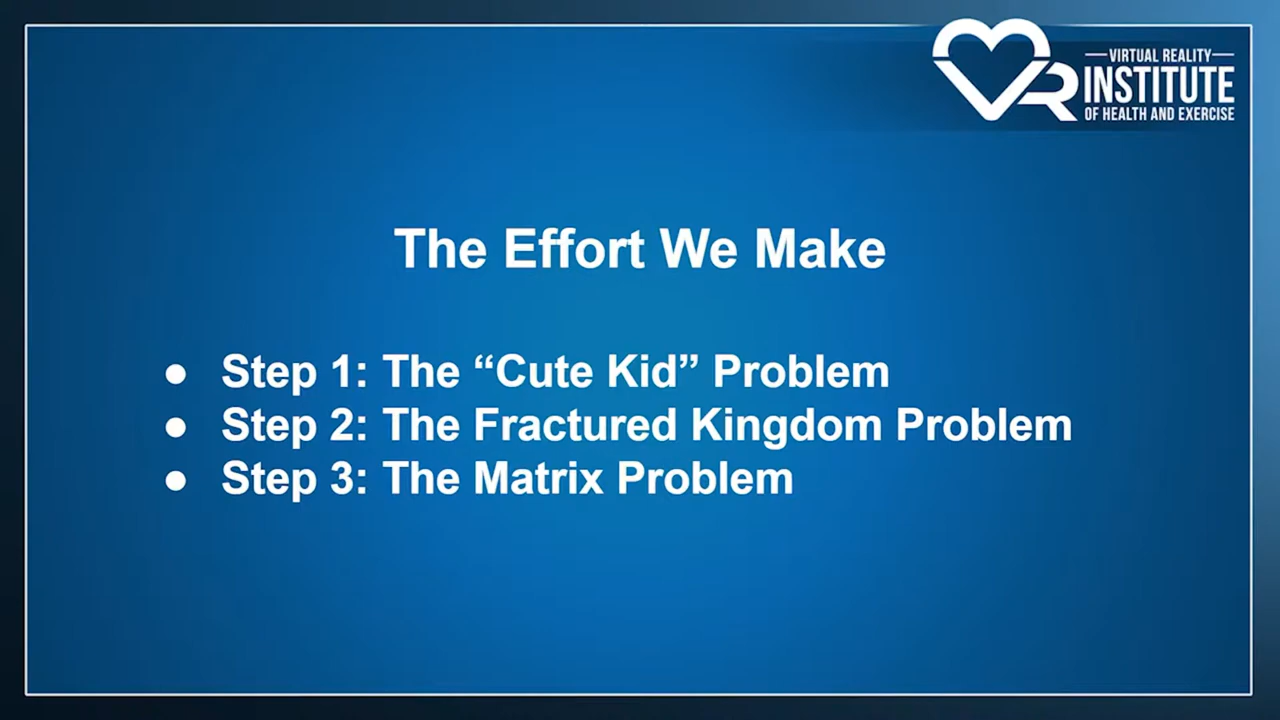 VIRTUAL REALITY
INSTITUTE
OF HEALTH AND EXERCISE
The Effort We Make
● Step 1: The “Cute Kid” Problem
● Step 2: The Fractured Kingdom Problem
● Step 3: The Matrix Problem